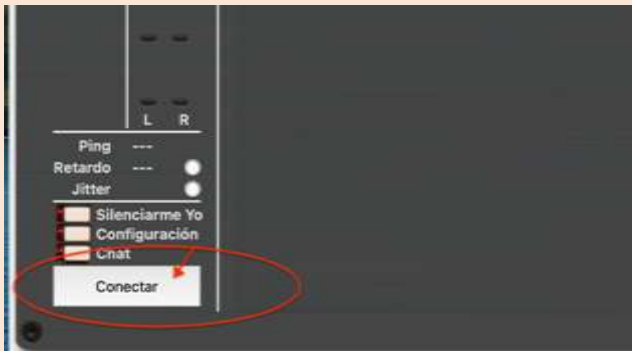 L R
Ping ---
Retardo ---
Jitter
Silenciarme Yo
Configuración
Chat
Conectar